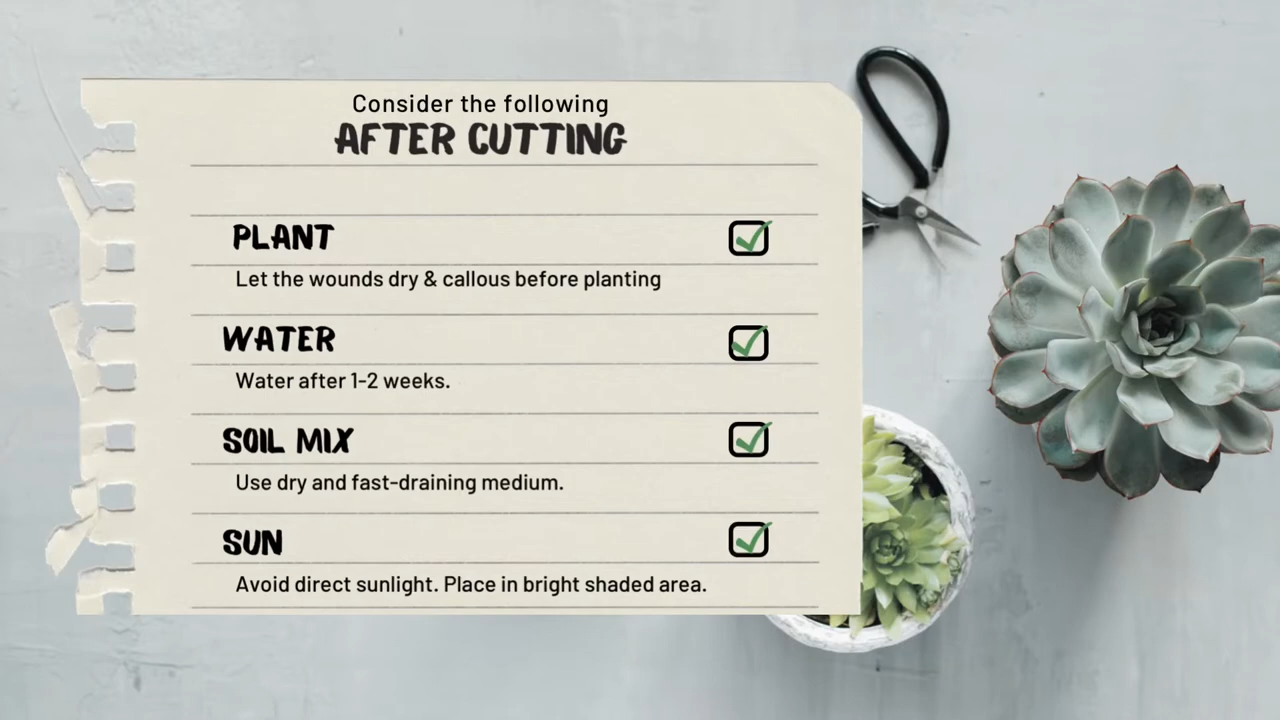 Consider the following
AFTER CUTTING
PLANT
Let the wounds dry & callous before planting
WATER
Water after 1-2 weeks.
SOIL MIX
Use dry and fast-draining medium.
SUN
Avoid direct sunlight. Place in bright shaded area.